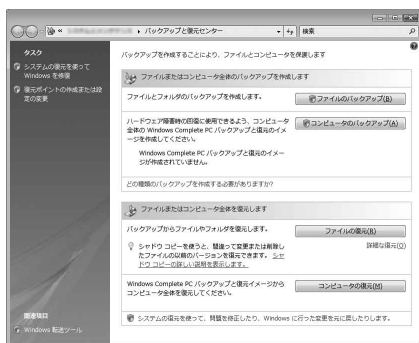 « ▸ バックアップと復元センター
検索
タスク
システムの復元を使って
Windows を修復
復元ポイントの作成または設
定の変更
関連項目
Windows 転送ツール
バックアップを作成することにより、ファイルとコンピュータを保護します
ファイルまたはコンピュータ全体のバックアップを作成します
ファイルとフォルダのバックアップを作成します。
ファイルのバックアップ(B)
ハードウェア障害時の回復に使用できるよう、コンピュータ
全体の Windows Complete PC バックアップと復元のイメ
ージを作成してください。
コンピュータのバックアップ(A)
Windows Complete PC バックアップと復元のイメー
ジが作成されていません。
どの種類のバックアップを作成する必要がありますか?
ファイルまたはコンピュータ全体を復元します
バックアップからファイルやフォルダを復元します。
ファイルの復元(R)
シャドウ コピーを使うと、間違って変更または削除し
たファイルの以前のバージョンを復元できます。 シャ
ドウ コピーの詳しい説明を表示します。
詳細な復元(O)
Windows Complete PC バックアップと復元イメージから
コンピュータ全体を復元してください。
コンピュータの復元(M)
システムの復元を使って、問題を修正したり、Windows に行った変更を元に戻したりします。